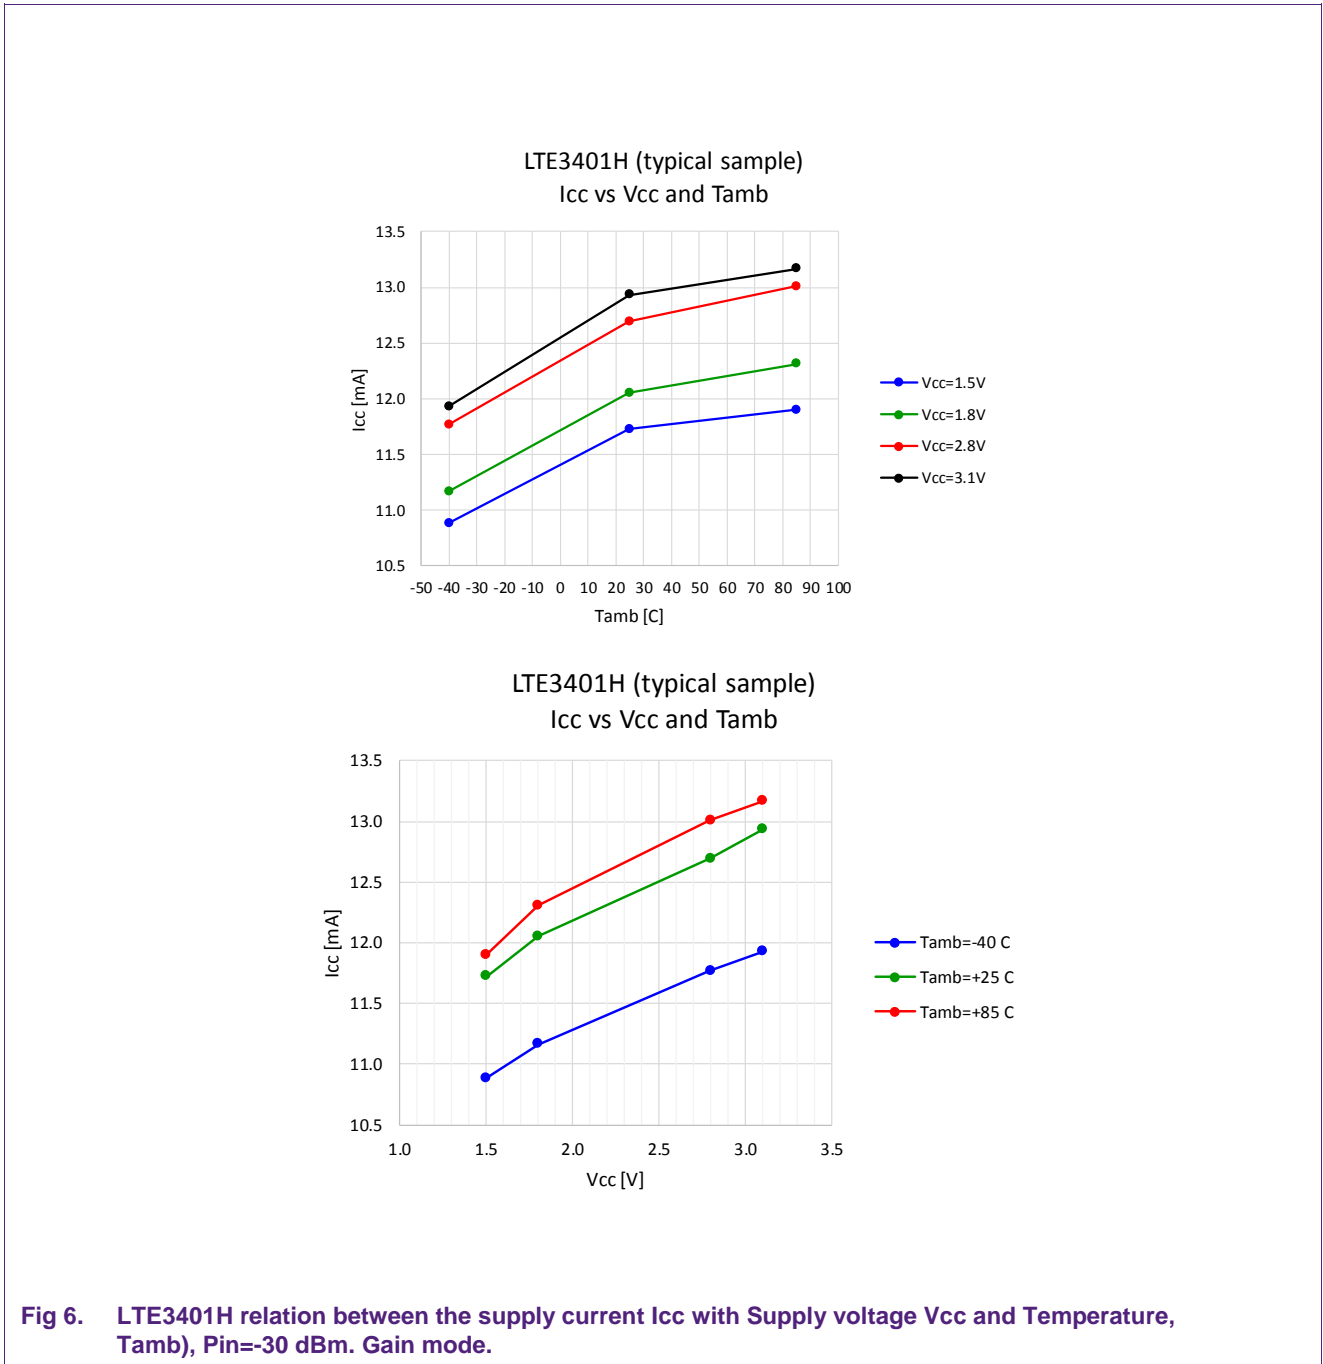 LTE3401H (typical sample)
Icc vs Vcc and Tamb
13.5
13.0
12.5
12.0
11.5
11.0
10.5
Icc [mA]
-50 -40 -30 -20 -10 0 10 20 30 40 50 60 70 80 90 100
Tamb [C]
Vcc=1.5V
Vcc=1.8V
Vcc=2.8V
Vcc=3.1V
LTE3401H (typical sample)
Icc vs Vcc and Tamb
13.5
13.0
12.5
12.0
11.5
11.0
10.5
Icc [mA]
1.0 1.5 2.0 2.5 3.0 3.5
Vcc [V]
Tamb=-40 C
Tamb=+25 C
Tamb=+85 C
Fig 6. LTE3401H relation between the supply current Icc with Supply voltage Vcc and Temperature,
Tamb), Pin=-30 dBm. Gain mode.